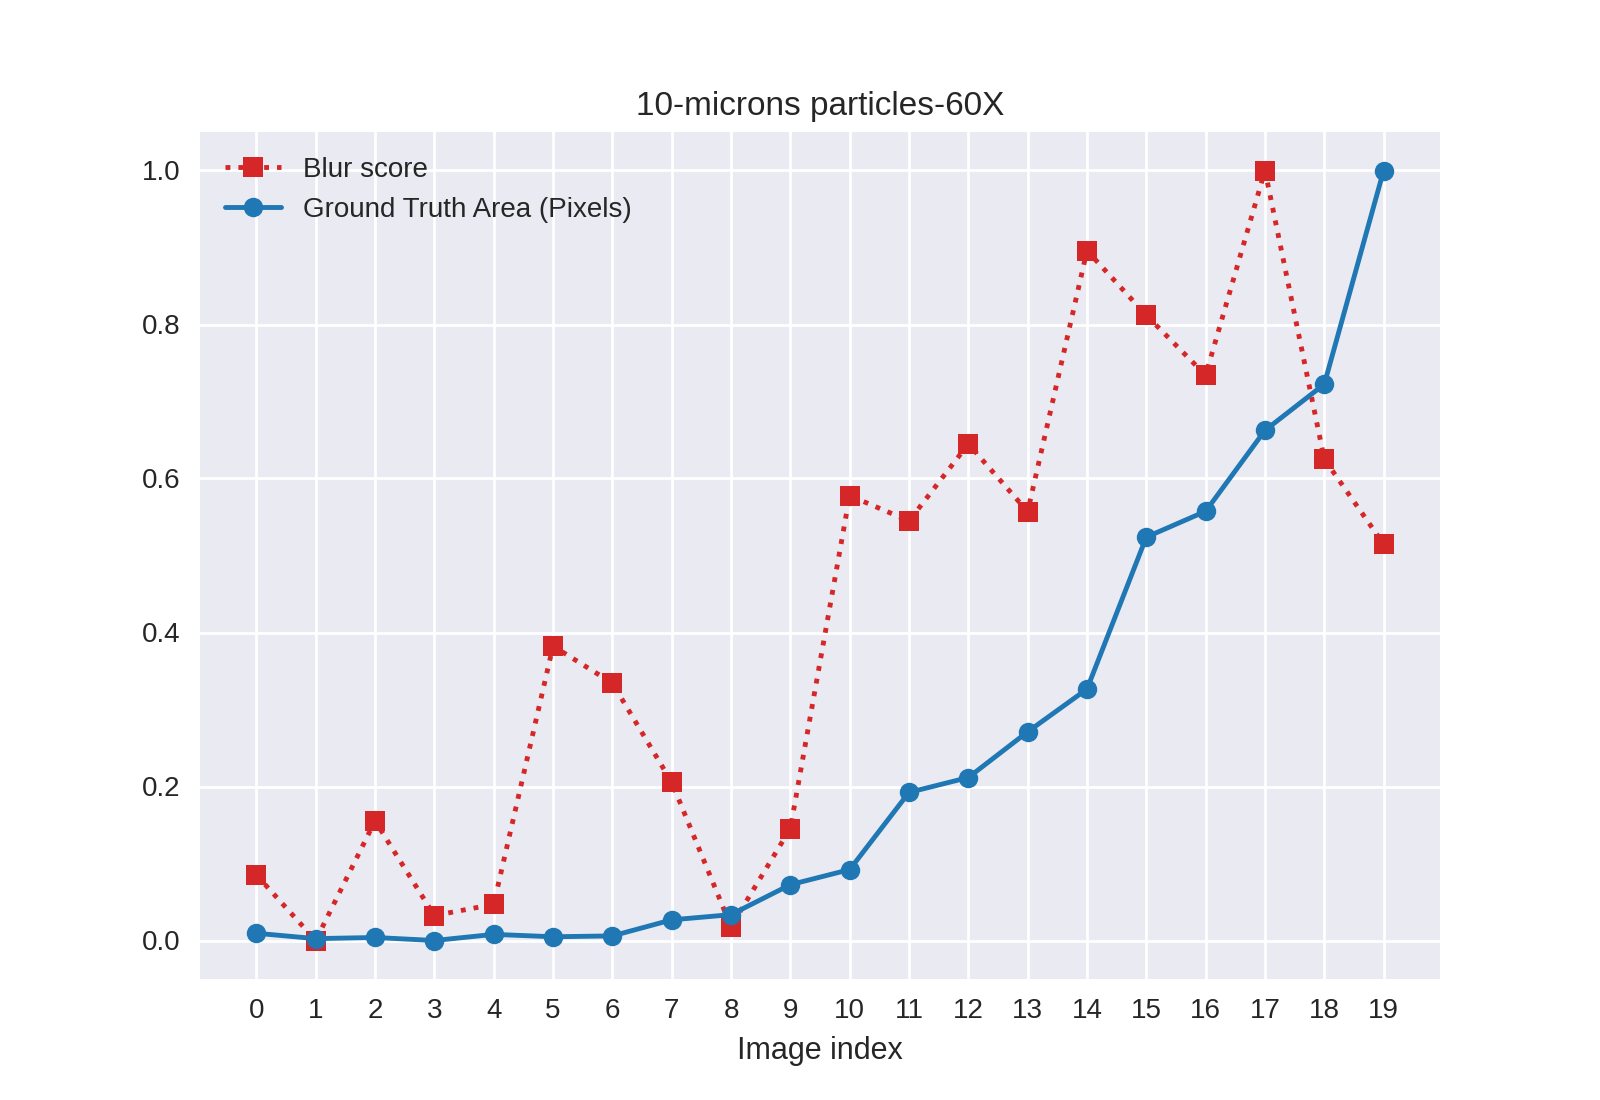 10-microns particles-60X
Blur score
Ground Truth Area (Pixels)
1.0
0.8
0.6
0.4
0.2
0.0
0 1 2 3 4 5 6 7 8 9 10 11 12 13 14 15 16 17 18 19
Image index